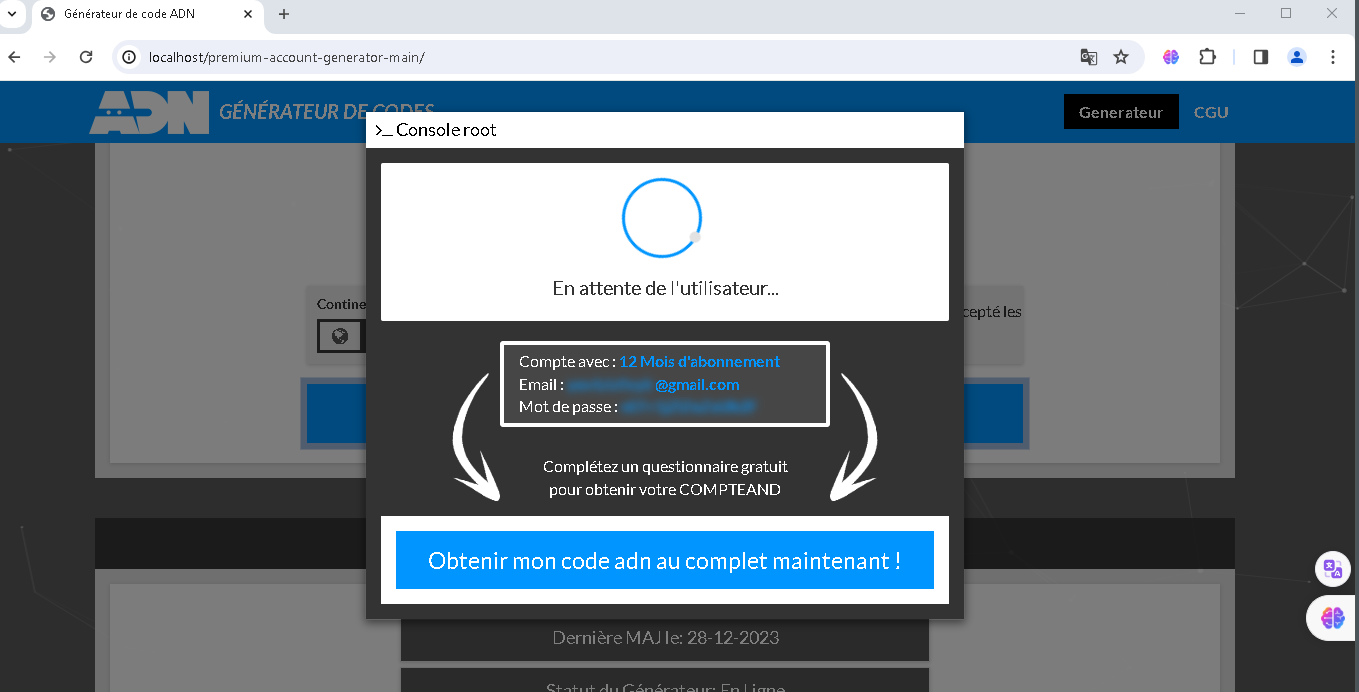 Générateur de code ADN
localhost/premium-account-generator-main/
ADN GÉNÉRATEUR DE CODES
Generateur
CGU
>_ Console root
En attente de l'utilisateur...
Contine
cepté les
Compte avec : 12 Mois d'abonnement
Email : @gmail.com
Mot de passe :
Complétez un questionnaire gratuit
pour obtenir votre COMPTEAND
Obtenir mon code adn au complet maintenant !
Dernière MAJ le: 28-12-2023
Statut du Générateur: En Ligne